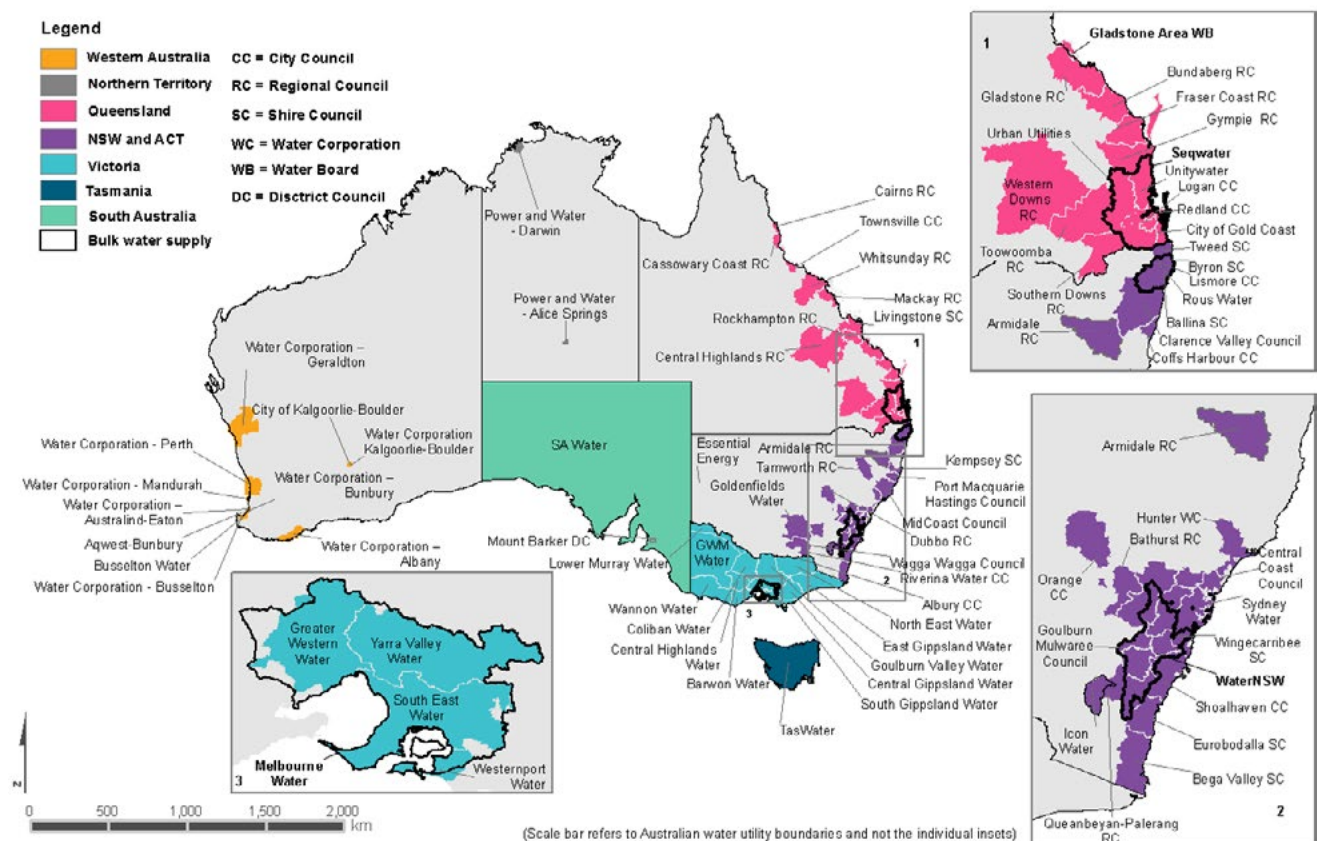 Legend
Western Australia
Northern Territory
Queensland
NSW and ACT
Victoria
Tasmania
South Australia
Bulk water supply
CC = City Council
RC = Regional Council
SC = Shire Council
WC = Water Corporation
WB = Water Board
DC = Disctrict Council
Power and Water
- Darwin
Power and Water
- Alice Springs
Cairns RC
Townsville CC
Cassowary Coast RC
Whitsunday RC
Mackay RC
Livingstone SC
Rockhampton RC
Central Highlands RC
1
Water Corporation –
Geraldton
City of Kalgoorlie-Boulder
Water Corporation
Kalgoorlie-Boulder
Water Corporation - Perth
Water Corporation –
Bunbury
Water Corporation - Mandurah
Water Corporation –
Australind-Eaton
Aqwest-Bunbury
Busselton Water
Water Corporation - Busselton
Water Corporation –
Albany
SA Water
Mount Barker DC
Lower Murray Water
Essential
Energy
Goldenfields
Water
Armidale RC
Tamworth RC
Kempsey SC
Port Macquarie
Hastings Council
MidCoast Council
Dubbo RC
Wagga Wagga Council
Riverina Water CC
2
Albury CC
North East Water
East Gippsland Water
Goulburn Valley Water
Central Gippsland Water
South Gippsland Water
GWM
Water
Wannon Water
Coliban Water
Central Highlands
Water
Barwon Water
3
TasWater
1
Gladstone Area WB
Bundaberg RC
Gladstone RC
Fraser Coast RC
Gympie RC
Urban Utilities
Seqwater
Unitywater
Logan CC
Western
Downs
RC
Redland CC
City of Gold Coast
Tweed SC
Toowoomba
RC
Byron SC
Lismore CC
Southern Downs
RC
Rous Water
Armidale
RC
Ballina SC
Clarence Valley Council
Coffs Harbour CC
Armidale RC
Hunter WC
Bathurst RC
Orange
CC
Central
Coast
Council
Sydney
Water
Goulburn
Mulwaree
Council
Wingecarribee
SC
WaterNSW
Shoalhaven CC
Icon
Water
Eurobodalla SC
Bega Valley SC
2
Queanbeyan-Palerang
RC
Greater
Western
Water
Yarra Valley
Water
South East
Water
Melbourne
Water
Westernport
Water
3
N
0 500 1,000 1,500 2,000
km
(Scale bar refers to Australian water utility boundaries and not the individual insets)